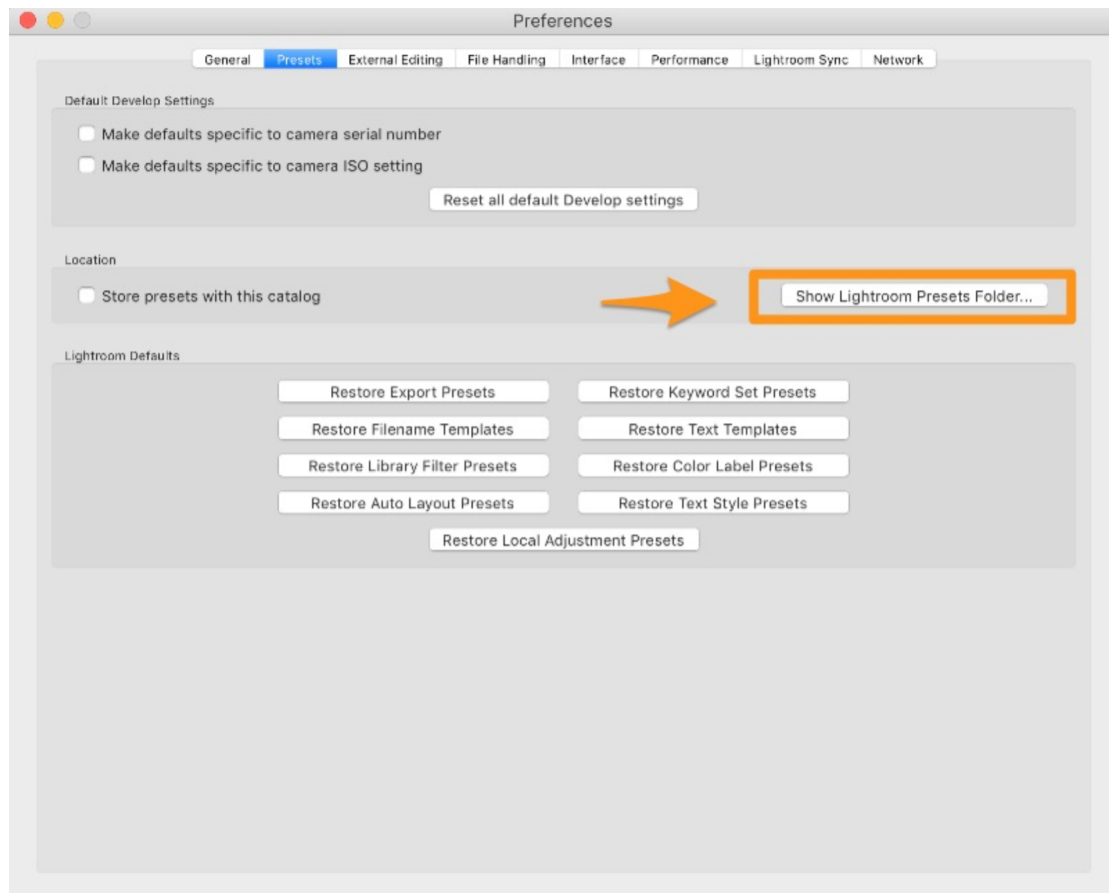 Preferences
General Presets External Editing File Handling Interface Performance Lightroom Sync Network
Default Develop Settings
Make defaults specific to camera serial number
Make defaults specific to camera ISO setting
Reset all default Develop settings
Location
Store presets with this catalog Show Lightroom Presets Folder...
Lightroom Defaults
Restore Export Presets Restore Keyword Set Presets
Restore Filename Templates Restore Text Templates
Restore Library Filter Presets Restore Color Label Presets
Restore Auto Layout Presets Restore Text Style Presets
Restore Local Adjustment Presets